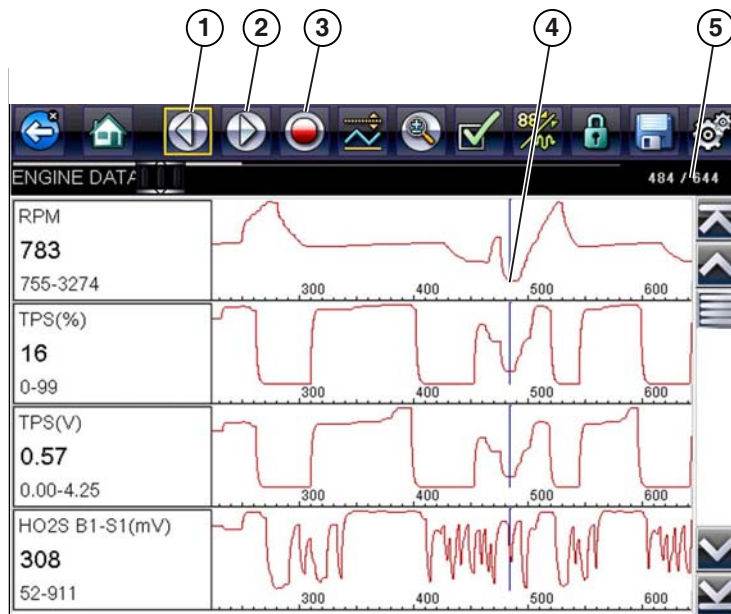 1 2 3 4 5
88
ENGINE DATA 484 / 644
RPM
783
755-3274
300 400 500 600
TPS(%)
16
0-99
300 400 500 600
TPS(V)
0.57
0.00-4.25
300 400 500 600
HO2S B1-S1(mV)
308
52-911
300 400 500 600